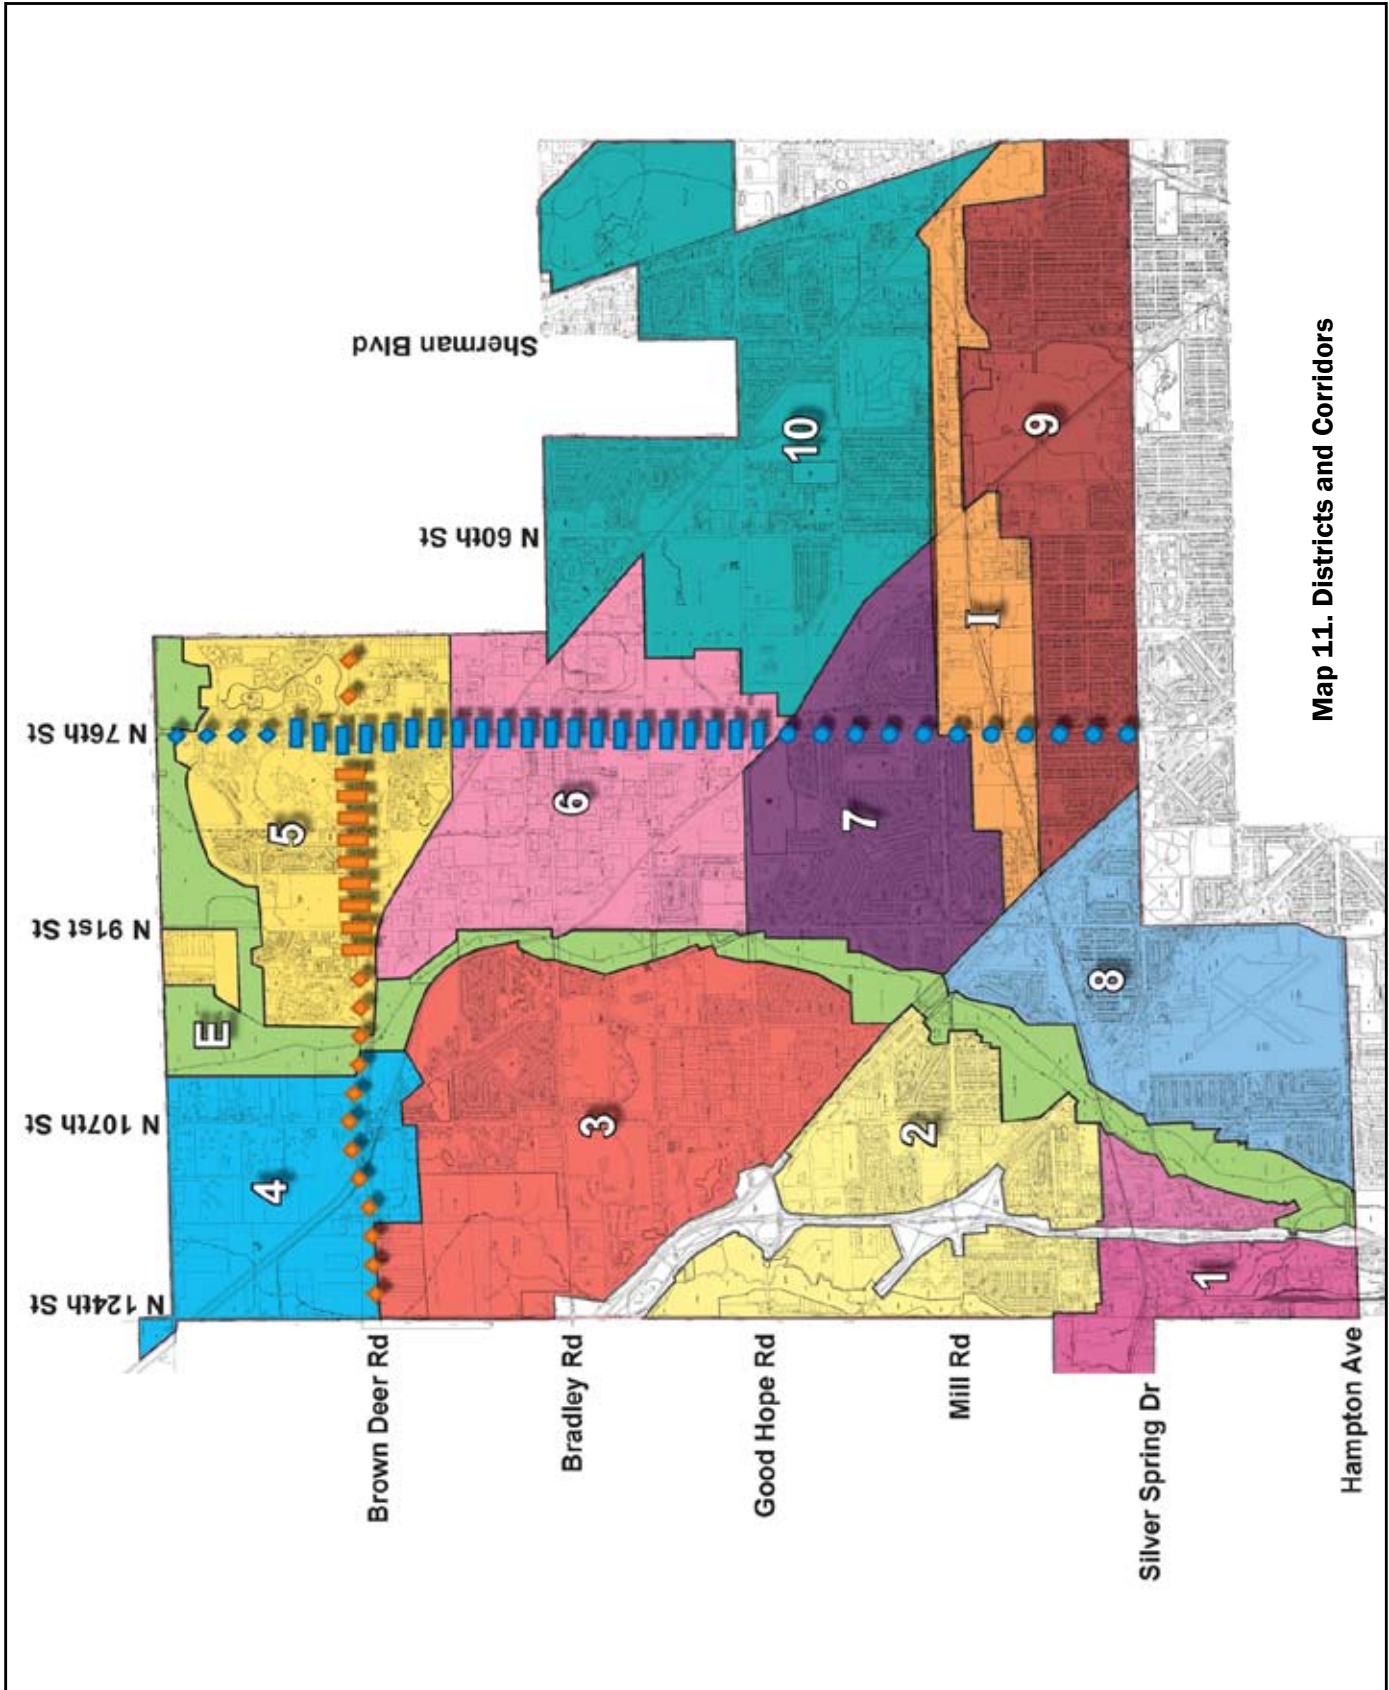 N 124th St
N 107th St
N 91st St
N 76th St
N 60th St
Sherman Blvd
4
E
5
3
6
10
2
7
I
9
1
8
Brown Deer Rd
Bradley Rd
Good Hope Rd
Mill Rd
Silver Spring Dr
Hampton Ave
Map 11. Districts and Corridors